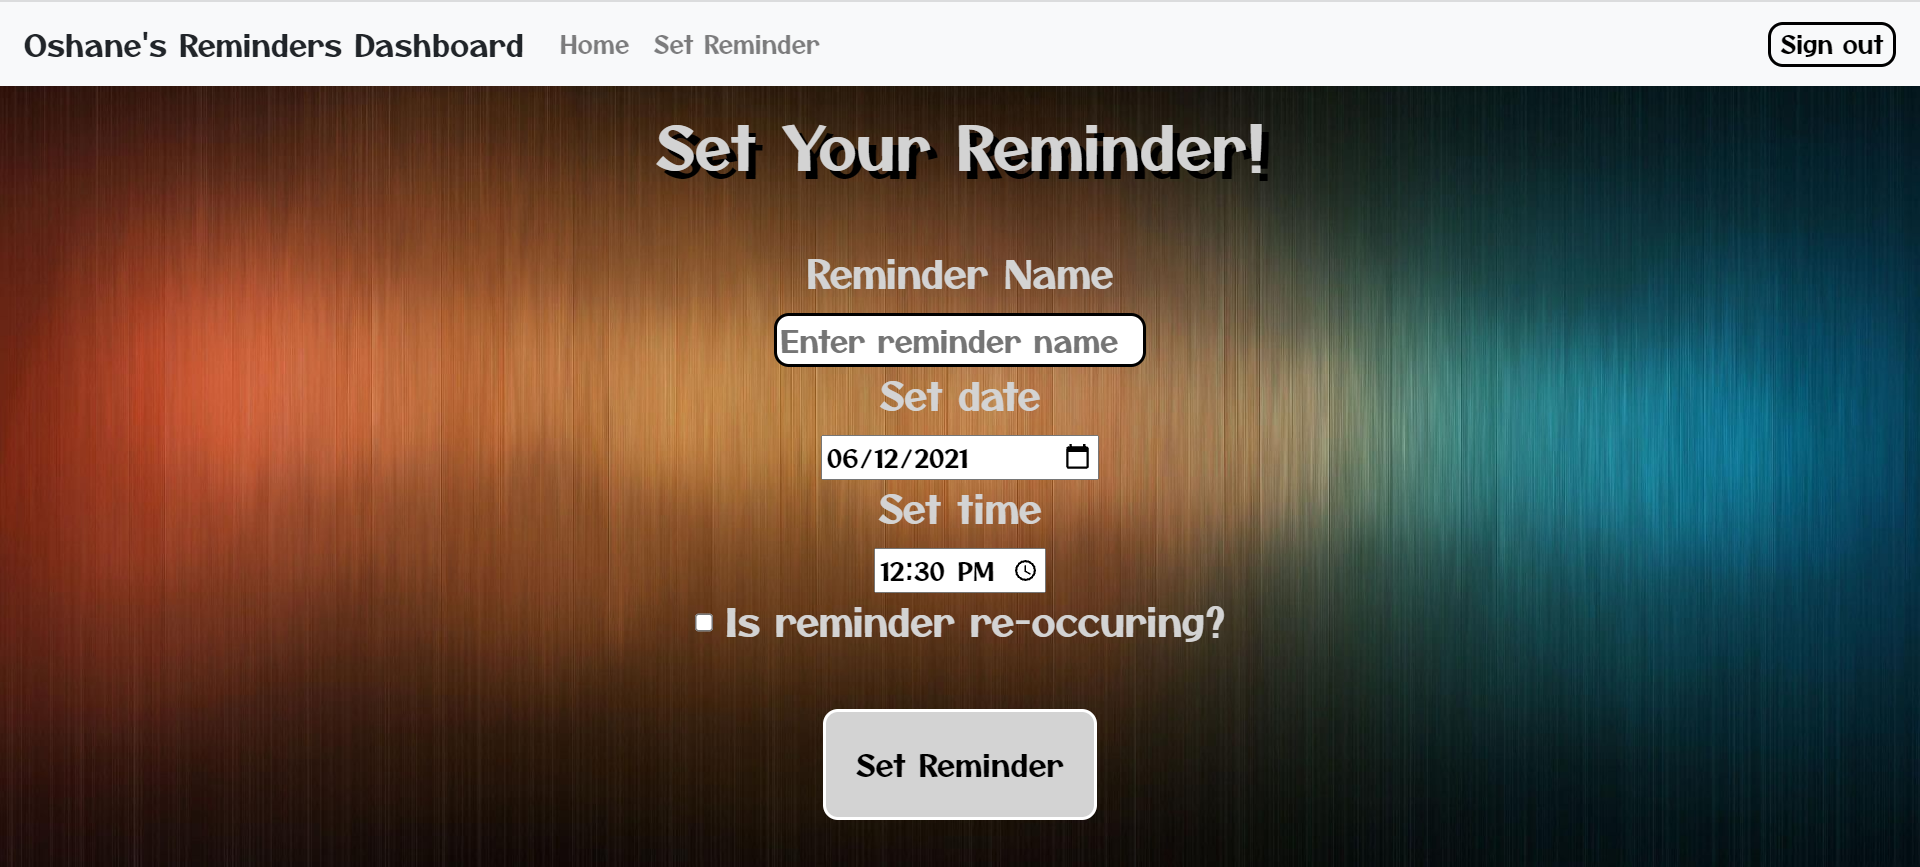 Oshane's Reminders Dashboard Home Set Reminder Sign out
Set Your Reminder!
Reminder Name
Enter reminder name
Set date
06/12/2021
Set time
12:30 PM
Is reminder re-occuring?
Set Reminder